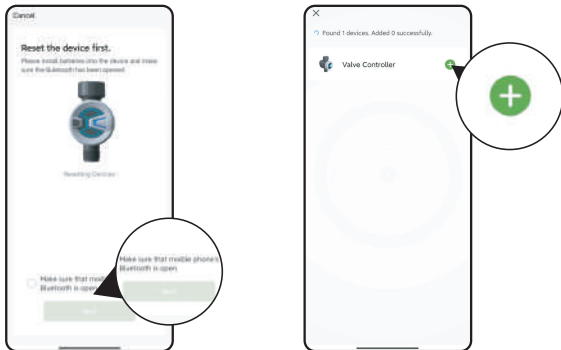 Cancel
Reset the device first.
Please install batteries into the device and make
sure the Bluetooth has been opened
Resetting Devices
Make sure that mobile phone's
Bluetooth is open
Next
Make sure that mobi
Bluetooth is open
Next
Found 1 devices. Added 0 successfully.
Valve Controller